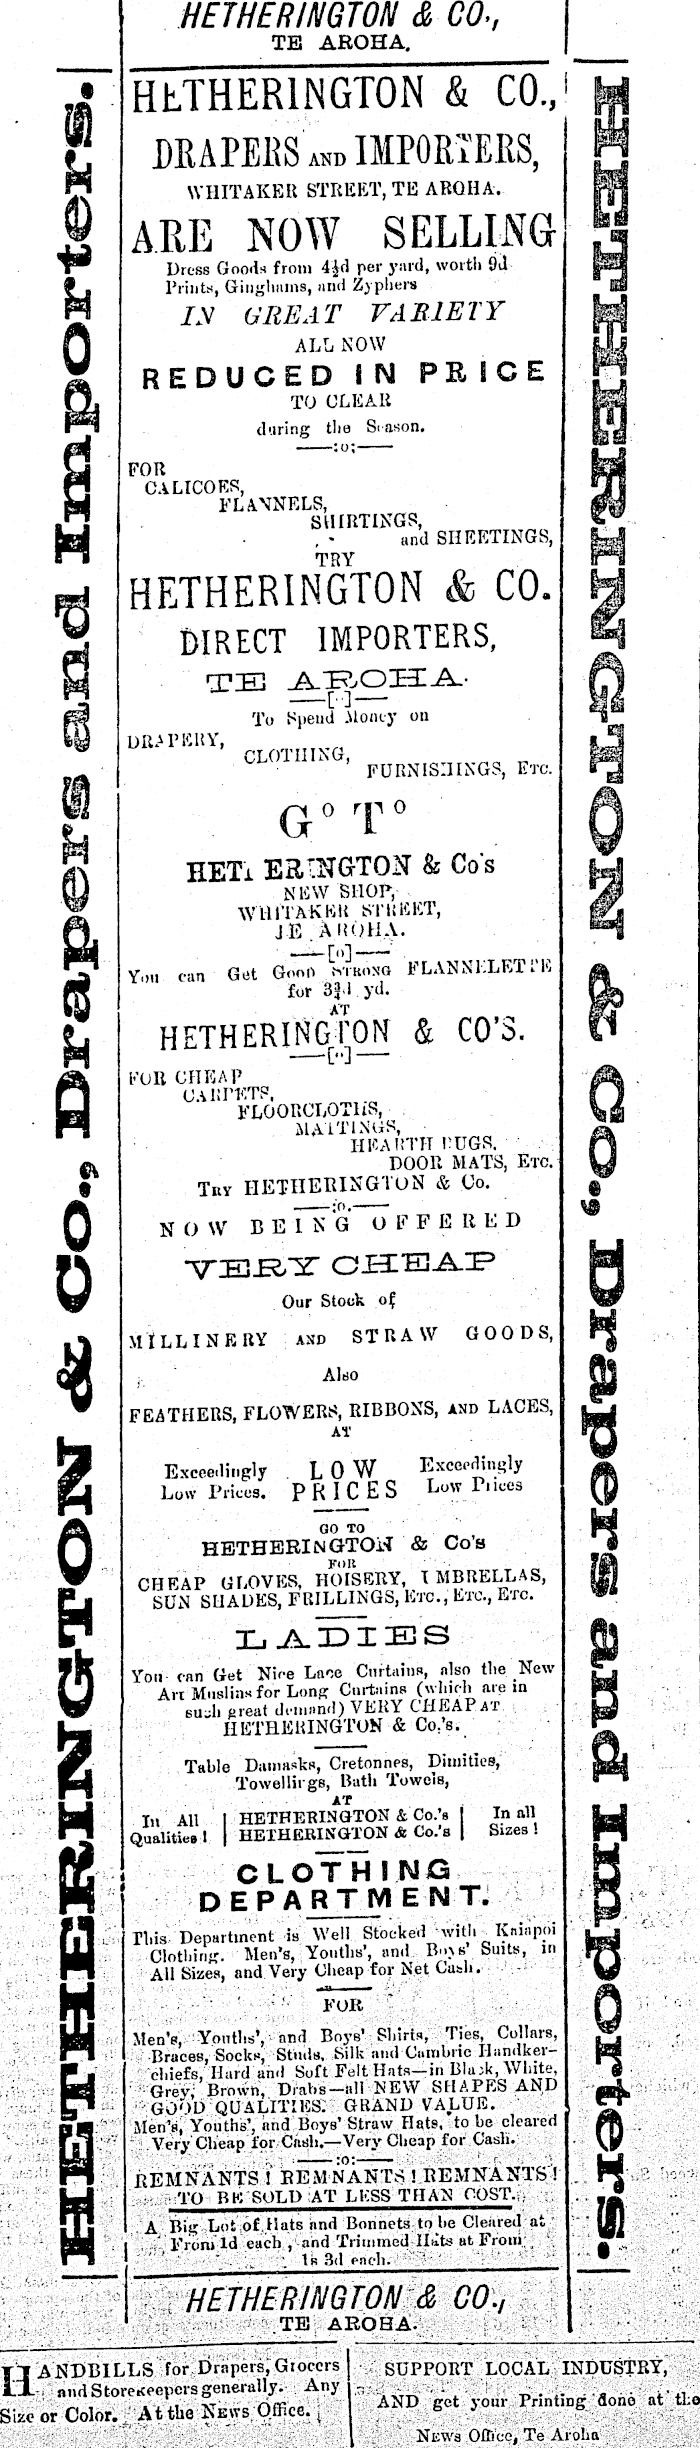 HETHERINGTON & CO.,
TE AROHA.
HETHERINGTON & Co., Drapers and Importers.
HETHERINGTON & CO.,
DRAPERS AND IMPORTERS,
WHITAKER STREET, TE AROHA.
ARE NOW SELLING
Dress Goods from 4½d per yard, worth 9d
Prints, Ginghams, and Zyphers
IN GREAT VARIETY
ALL NOW
REDUCED IN PRICE
TO CLEAR
during the Season.
——:o:——
FOR
CALICOES,
FLANNELS,
SHIRTINGS,
and SHEETINGS,
TRY
HETHERINGTON & CO.
DIRECT IMPORTERS,
TE AROHA.
To Spend Money on
DRAPERY,
CLOTHING,
FURNISHINGS, ETC.
Go To
HETHERINGTON & Co's
NEW SHOP,
WHITAKER STREET,
TE AROHA.
——[o]——
You can Get Good STRONG FLANNELETTE
for 3¾d yd.
AT
HETHERINGTON & CO'S.
FOR CHEAP
CARPETS,
FLOORCLOTHS,
MATTINGS,
HEARTH RUGS,
DOOR MATS, ETC.
TRY HETHERINGTON & Co.
——:o:——
NOW BEING OFFERED
VERY CHEAP
Our Stock of
MILLINERY AND STRAW GOODS,
Also
FEATHERS, FLOWERS, RIBBONS, AND LACES,
AT
Exceedingly LOW Exceedingly
Low Prices. PRICES Low Prices
GO TO
HETHERINGTON & Co's
FOR
CHEAP GLOVES, HOISERY, UMBRELLAS,
SUN SHADES, FRILLINGS, ETC., ETC., ETC.
LADIES
You can Get Nice Lace Curtains, also the New
Art Muslins for Long Curtains (which are in
such great demand) VERY CHEAP AT
HETHERINGTON & Co.'s.
Table Damasks, Cretonnes, Dimities,
Towellings, Bath Towels,
AT
In All | HETHERINGTON & Co.'s | In all
Qualities ! | HETHERINGTON & Co.'s | Sizes !
CLOTHING
DEPARTMENT.
This Department is Well Stocked with Kaiapoi
Clothing. Men's, Youths', and Boys' Suits, in
All Sizes, and Very Cheap for Net Cash.
FOR
Men's, Youths', and Boys' Shirts, Ties, Collars,
Braces, Socks, Studs, Silk and Cambric Handker-
chiefs, Hard and Soft Felt Hats—in Black, White,
Grey, Brown, Drabs—all NEW SHAPES AND
GOOD QUALITIES. GRAND VALUE.
Men's, Youths', and Boys' Straw Hats, to be cleared
Very Cheap for Cash.—Very Cheap for Cash.
——:o:——
REMNANTS ! REMNANTS ! REMNANTS !
TO BE SOLD AT LESS THAN COST.
A Big Lot of Hats and Bonnets to be Cleared at
From 1d each, and Trimmed Hats at From
1s 3d each.
HETHERINGTON & Co., Drapers and Importers.
HETHERINGTON & CO.,
TE AROHA.
HANDBILLS for Drapers, Grocers
and Storekeepers generally. Any
Size or Color. At the NEWS Office.
SUPPORT LOCAL INDUSTRY,
AND get your Printing done at the
NEWS Office, Te Aroha